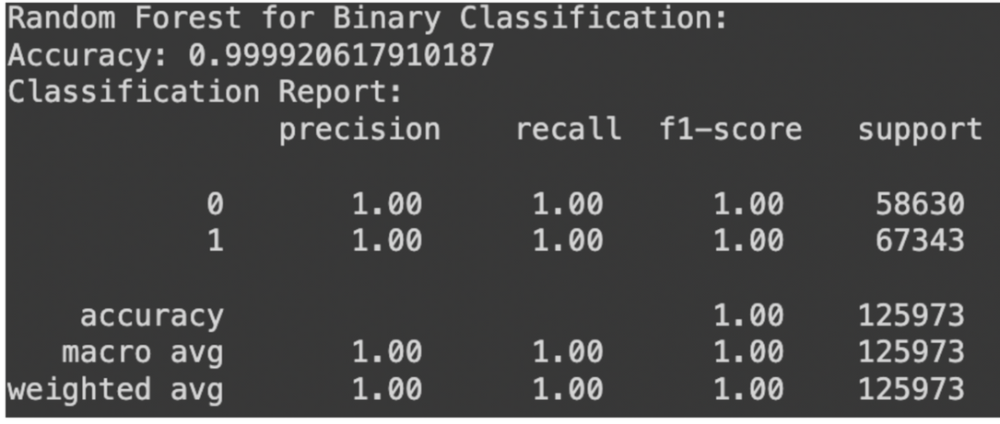 Random Forest for Binary Classification:
Accuracy: 0.999920617910187
Classification Report:
precision recall f1-score support
0 1.00 1.00 1.00 58630
1 1.00 1.00 1.00 67343
accuracy 1.00 125973
macro avg 1.00 1.00 1.00 125973
weighted avg 1.00 1.00 1.00 125973